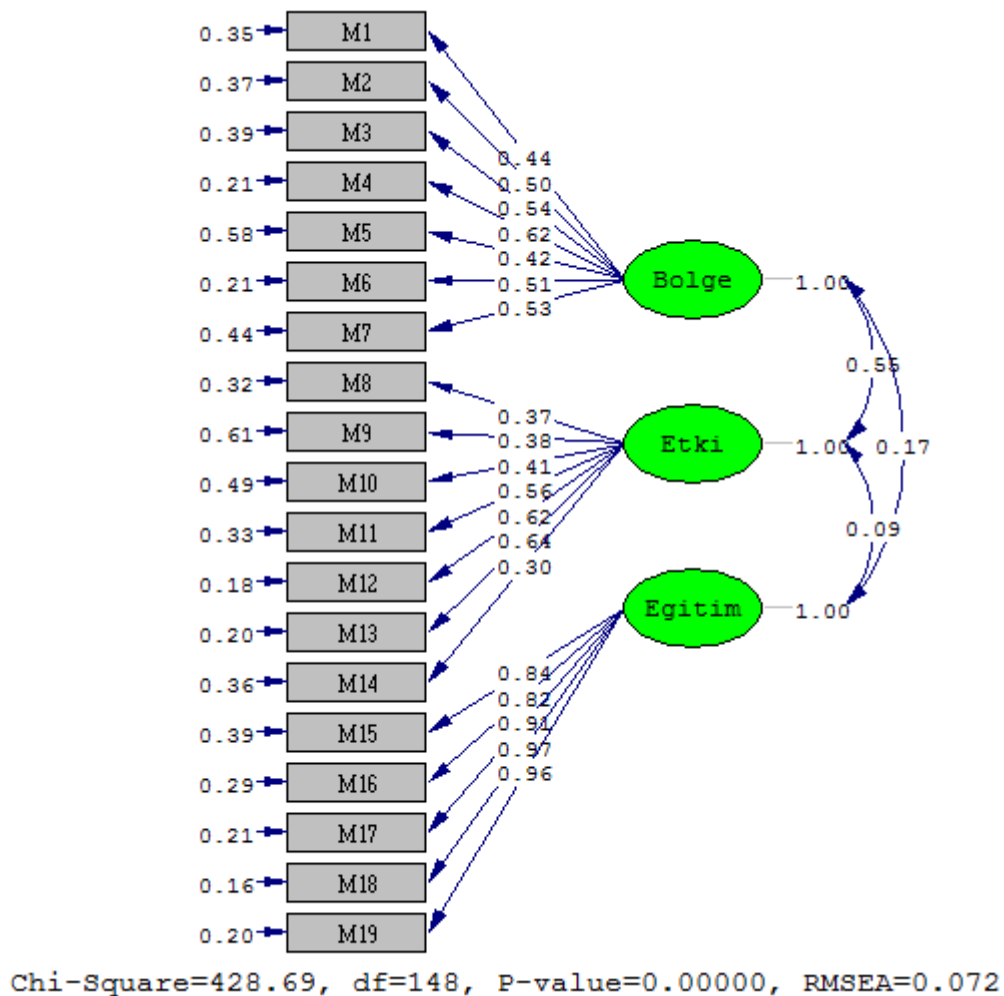 0.35 M1
0.37 M2
0.39 M3
0.44
0.21 M4
0.50
0.54
0.58 M5
0.62
0.42
0.21 M6
0.51
Bolge 1.00
0.53
0.44 M7
0.55
0.32 M8
0.37
0.61 M9
0.38
Etki 1.00 0.17
0.41
0.49 M10
0.56
0.62
0.33 M11
0.64
0.09
0.30
0.18 M12
Egitim 1.00
0.20 M13
0.36 M14
0.84
0.82
0.39 M15
0.91
0.97
0.29 M16
0.96
0.21 M17
0.16 M18
0.20 M19
Chi-Square=428.69, df=148, P-value=0.00000, RMSEA=0.072